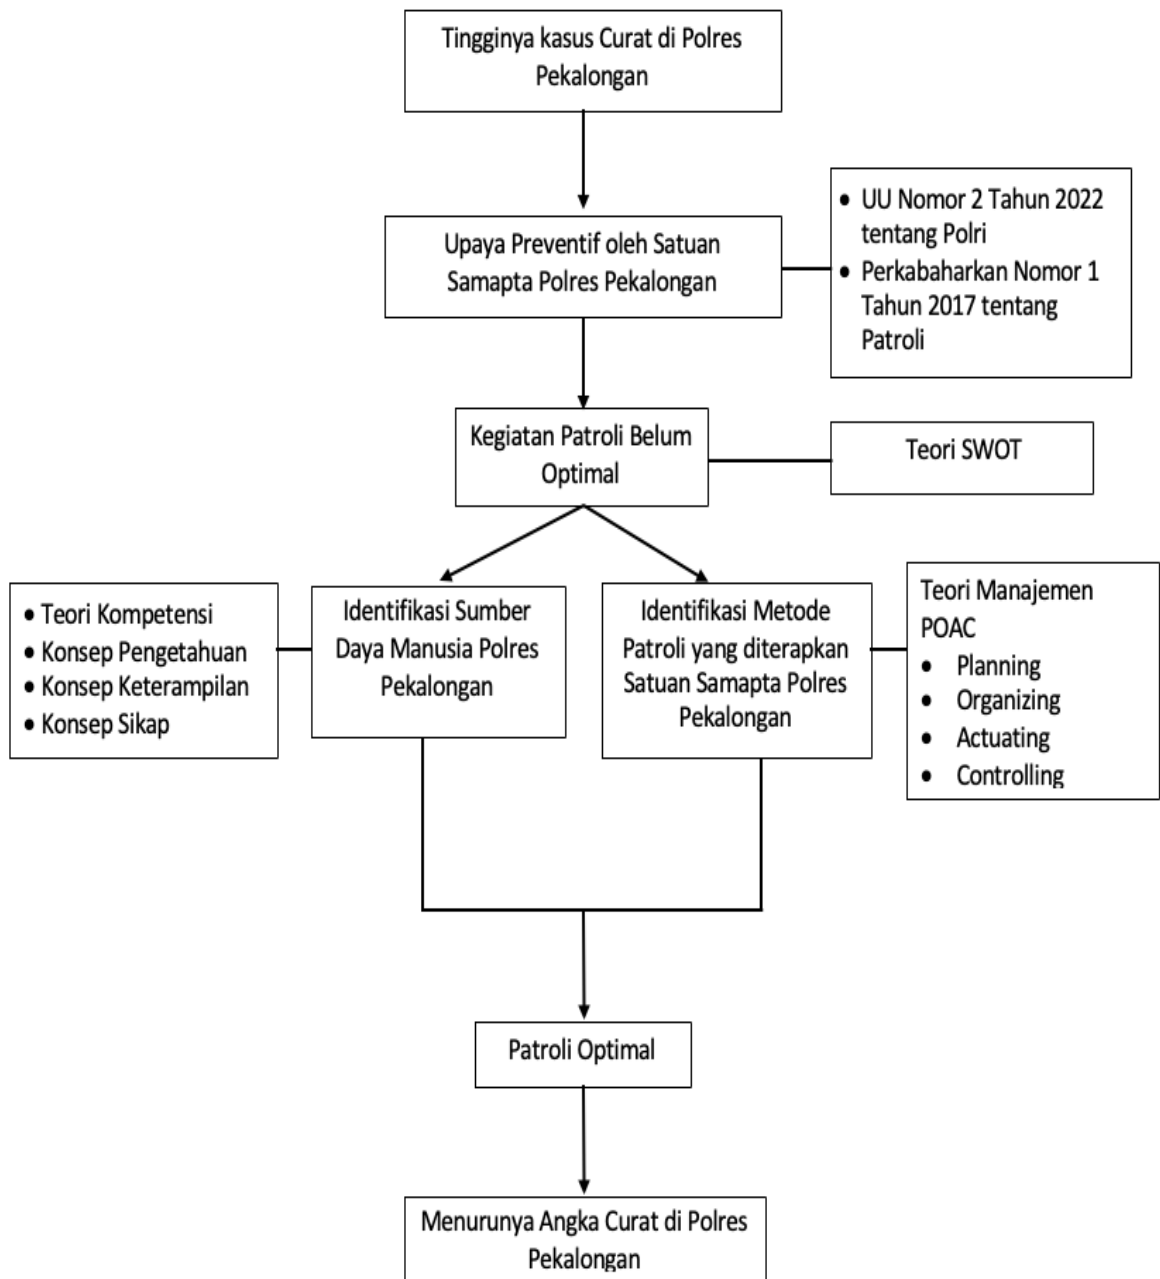 Tingginya kasus Curat di Polres
Pekalongan
Upaya Preventif oleh Satuan
Samapta Polres Pekalongan
• UU Nomor 2 Tahun 2022
tentang Polri
• Perkabaharkan Nomor 1
Tahun 2017 tentang
Patroli
Kegiatan Patroli Belum
Optimal
Teori SWOT
• Teori Kompetensi
• Konsep Pengetahuan
• Konsep Keterampilan
• Konsep Sikap
Identifikasi Sumber
Daya Manusia Polres
Pekalongan
Identifikasi Metode
Patroli yang diterapkan
Satuan Samapta Polres
Pekalongan
Teori Manajemen
POAC
• Planning
• Organizing
• Actuating
• Controlling
Patroli Optimal
Menurunya Angka Curat di Polres
Pekalongan